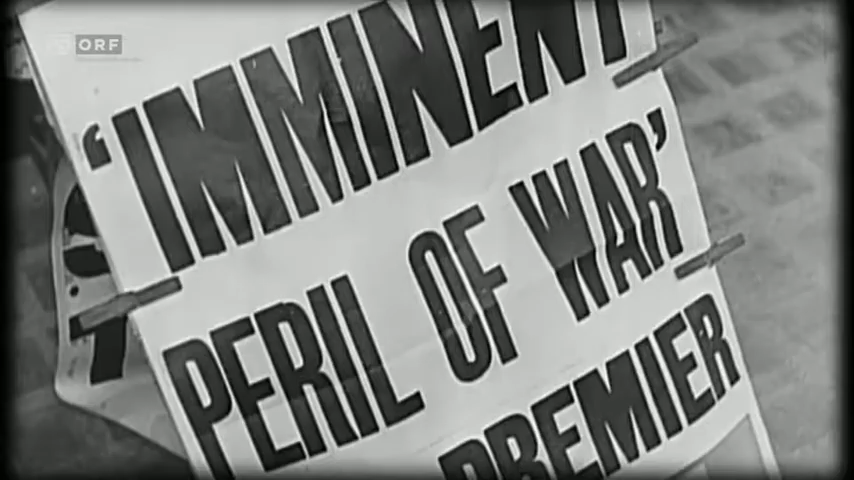 ORF
'IMMINENT
PERIL OF WAR'
PREMIER